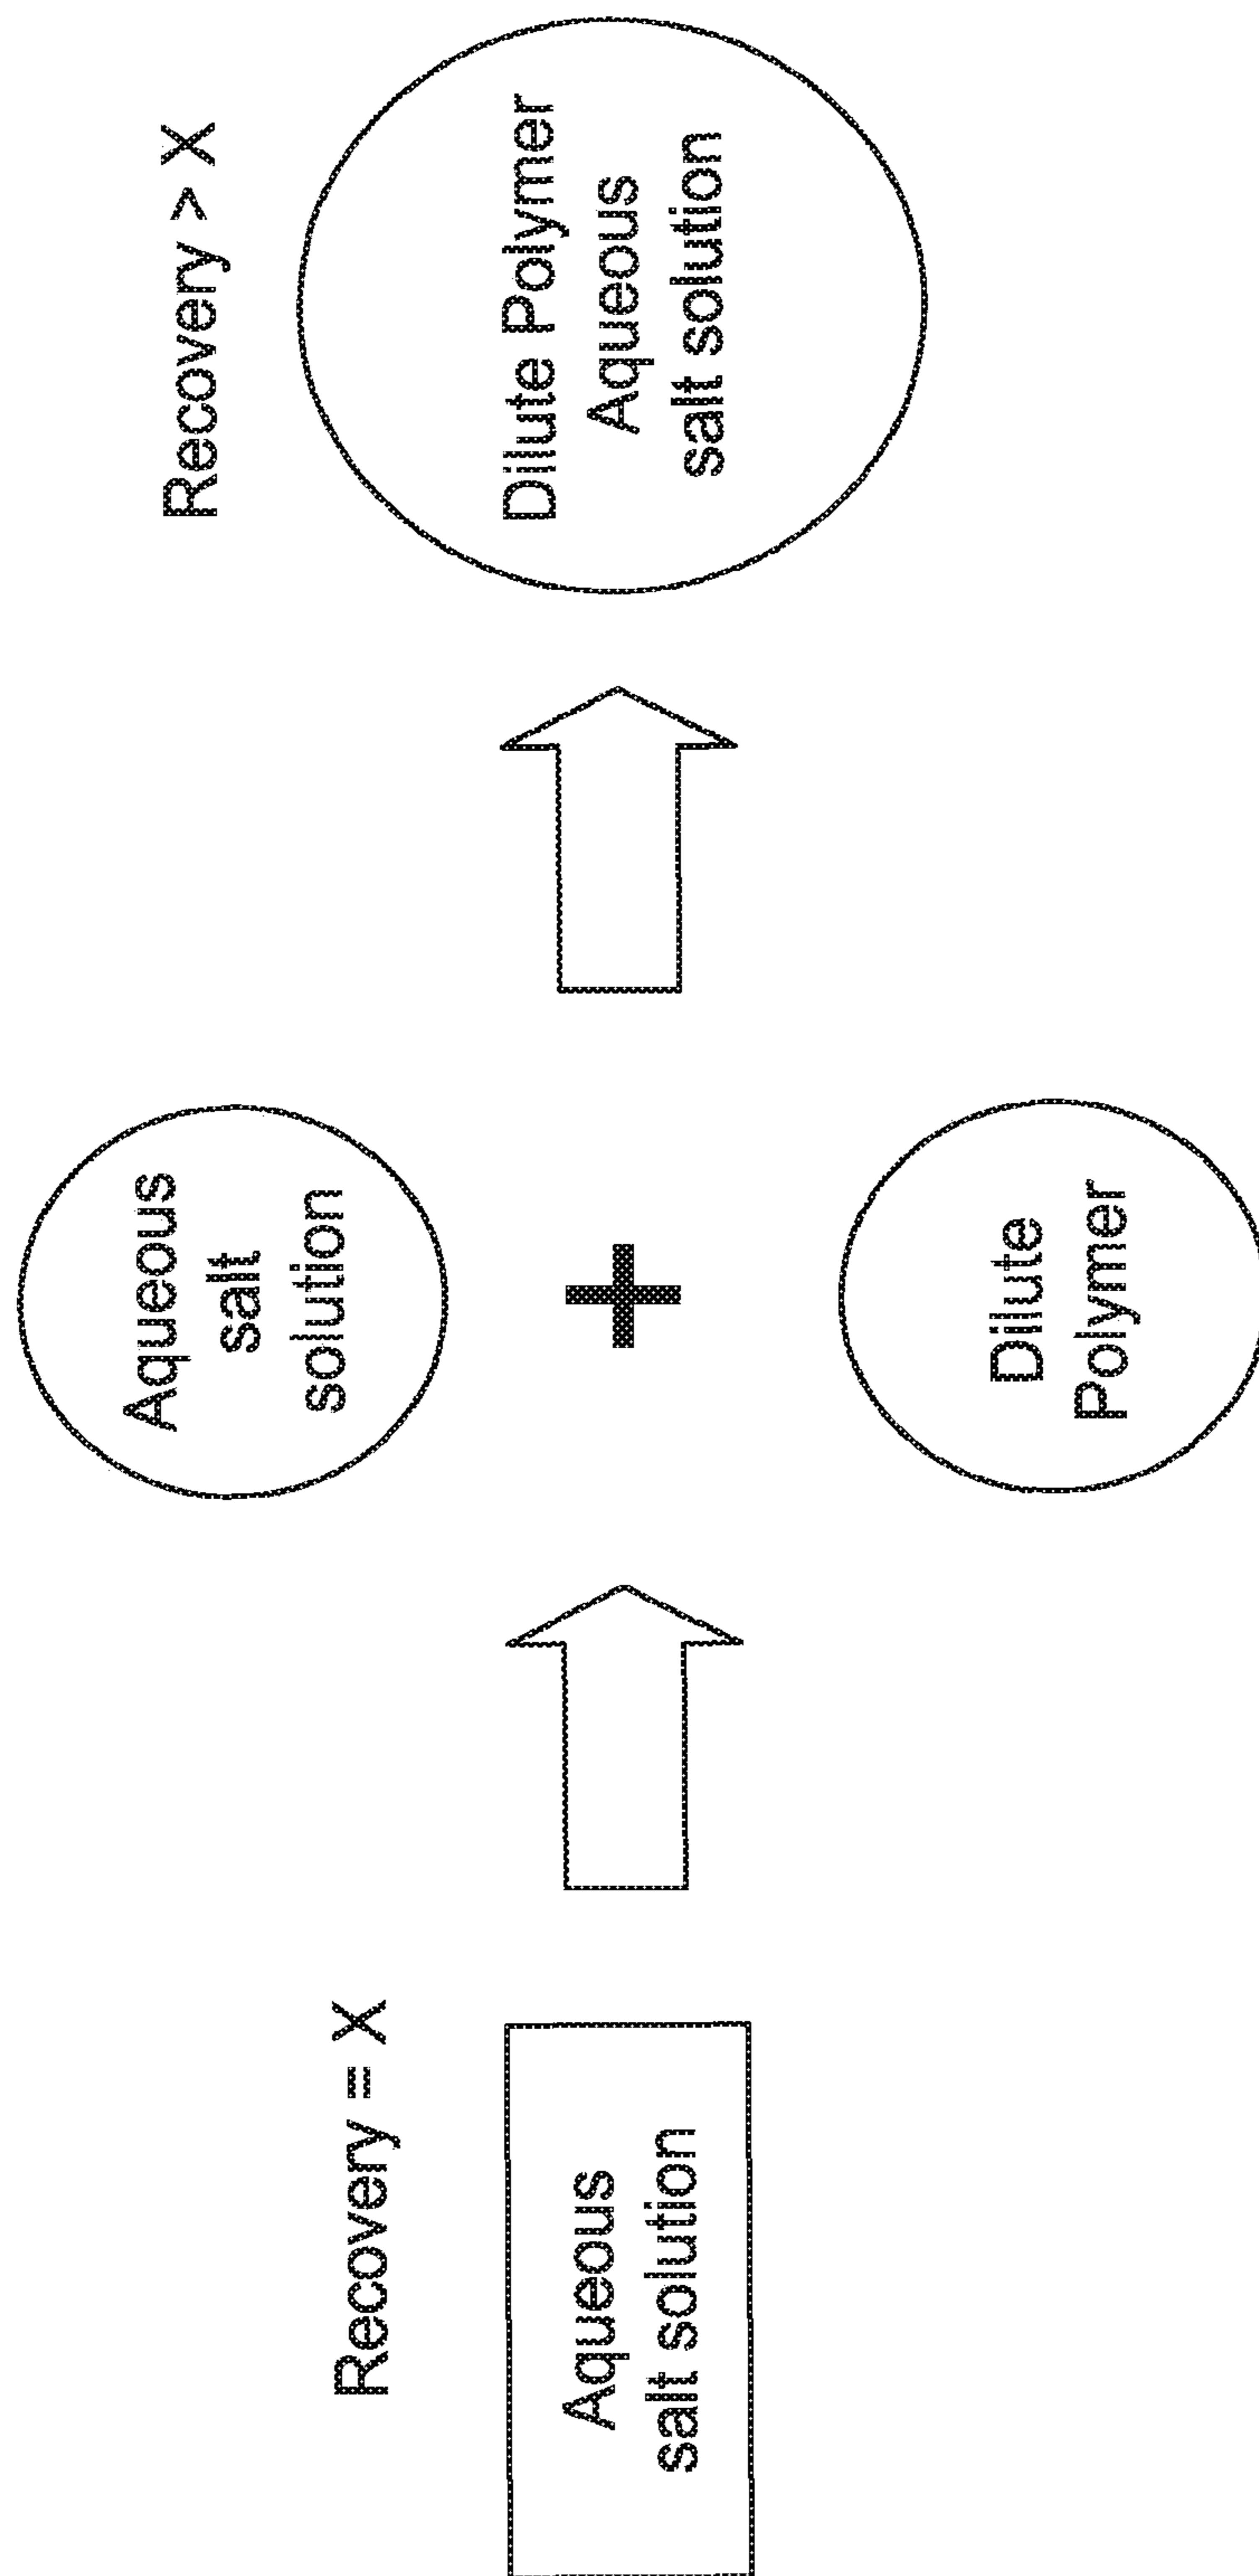 Recovery = X
Aqueous
salt solution
Aqueous
salt
solution
+
Dilute
Polymer
Recovery > X
Dilute Polymer
Aqueous
salt solution